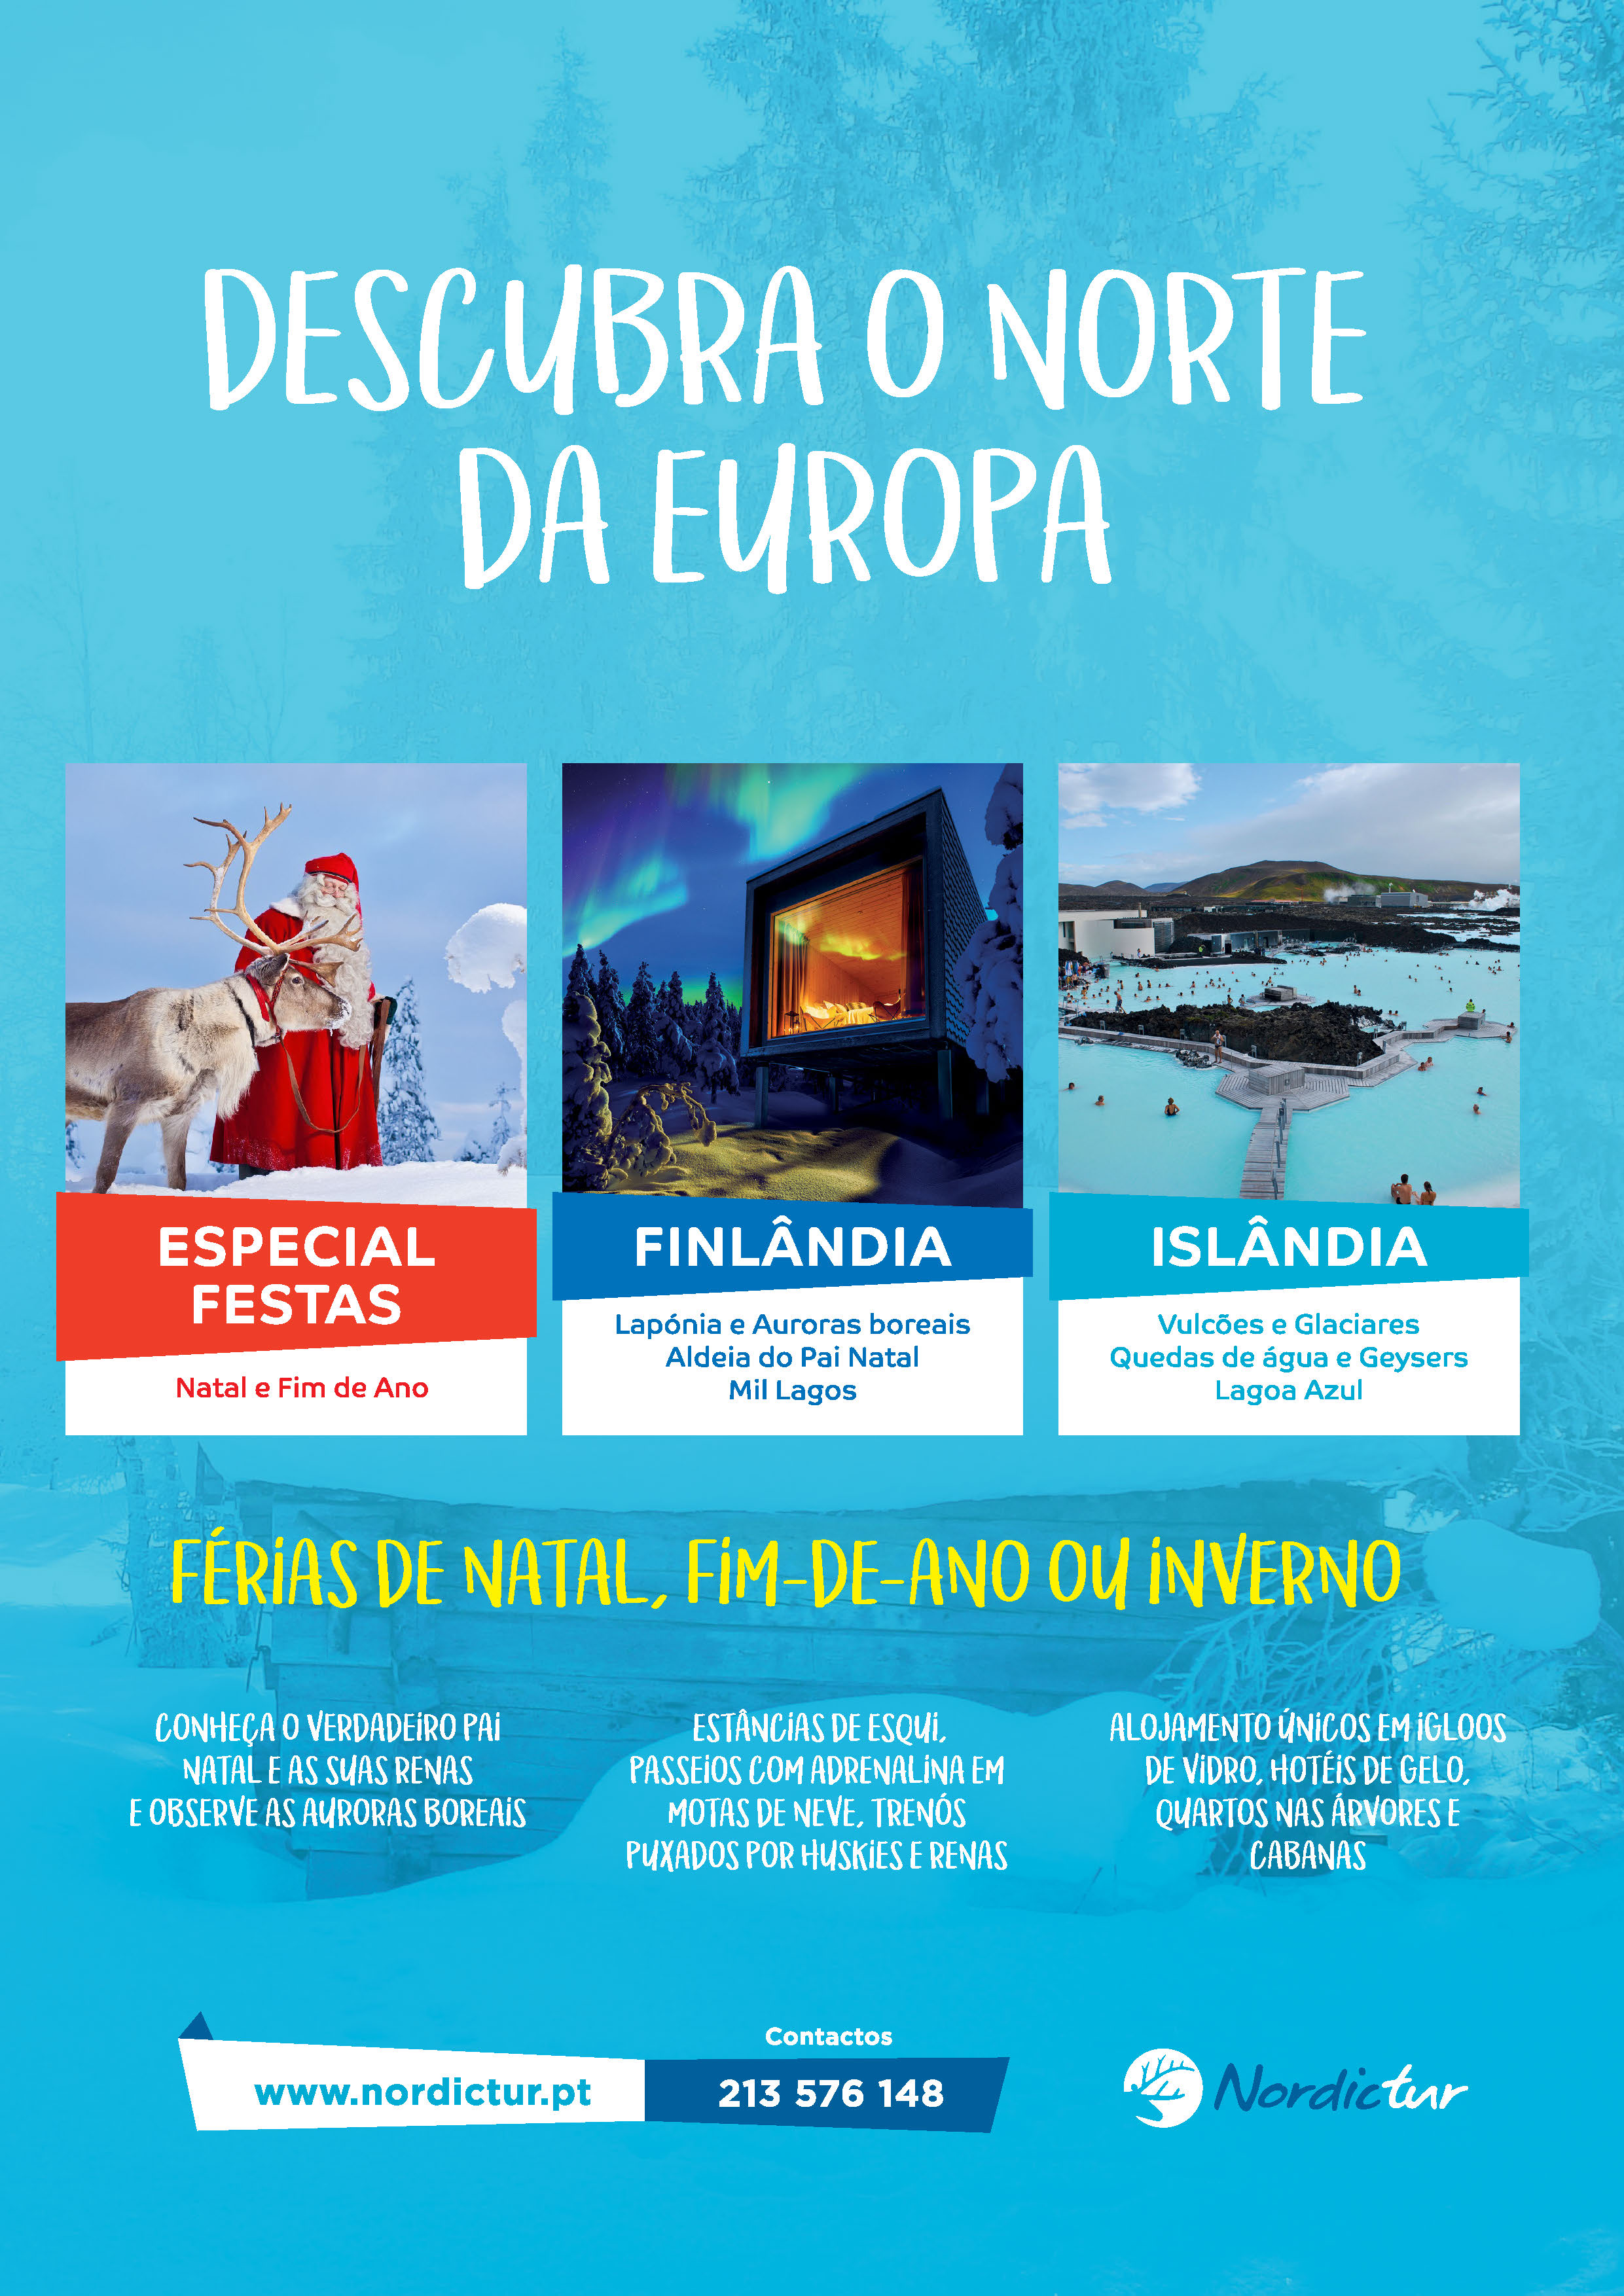 DESCUBRA O NORTE
DA EUROPA
ESPECIAL
FESTAS
Natal e Fim de Ano
FINLÂNDIA
Lapónia e Auroras boreais
Aldeia do Pai Natal
Mil Lagos
ISLÂNDIA
Vulcões e Glaciares
Quedas de água e Geysers
Lagoa Azul
FÉRIAS DE NATAL, FIM-DE-ANO OU INVERNO
CONHEÇA O VERDADEIRO PAI
NATAL E AS SUAS RENAS
E OBSERVE AS AURORAS BOREAIS
ESTÂNCIAS DE ESQUI,
PASSEIOS COM ADRENALINA EM
MOTAS DE NEVE, TRENÓS
PUXADOS POR HUSKIES E RENAS
ALOJAMENTO ÚNICOS EM IGLOOS
DE VIDRO, HOTÉIS DE GELO,
QUARTOS NAS ÁRVORES E
CABANAS
Contactos
www.nordictur.pt
213 576 148
Nordictur